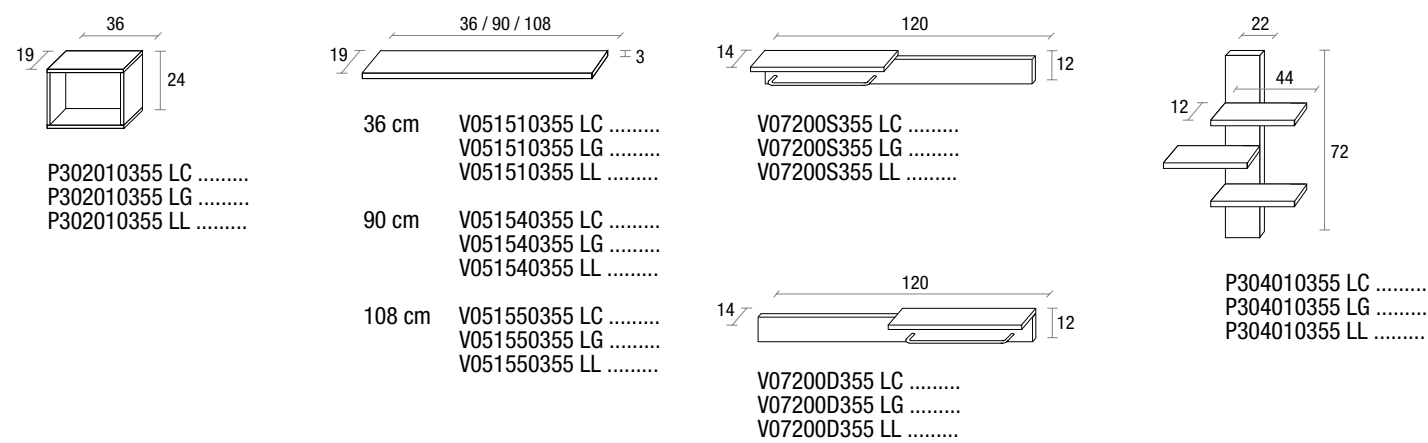 36
19
24
P302010355 LC .........
P302010355 LG .........
P302010355 LL .........
36 / 90 / 108
19
3
36 cm V051510355 LC .........
V051510355 LG .........
V051510355 LL .........
90 cm V051540355 LC .........
V051540355 LG .........
V051540355 LL .........
108 cm V051550355 LC .........
V051550355 LG .........
V051550355 LL .........
120
14
12
V07200S355 LC .........
V07200S355 LG .........
V07200S355 LL .........
120
14
12
V07200D355 LC .........
V07200D355 LG .........
V07200D355 LL .........
22
44
12
72
P304010355 LC .........
P304010355 LG .........
P304010355 LL .........